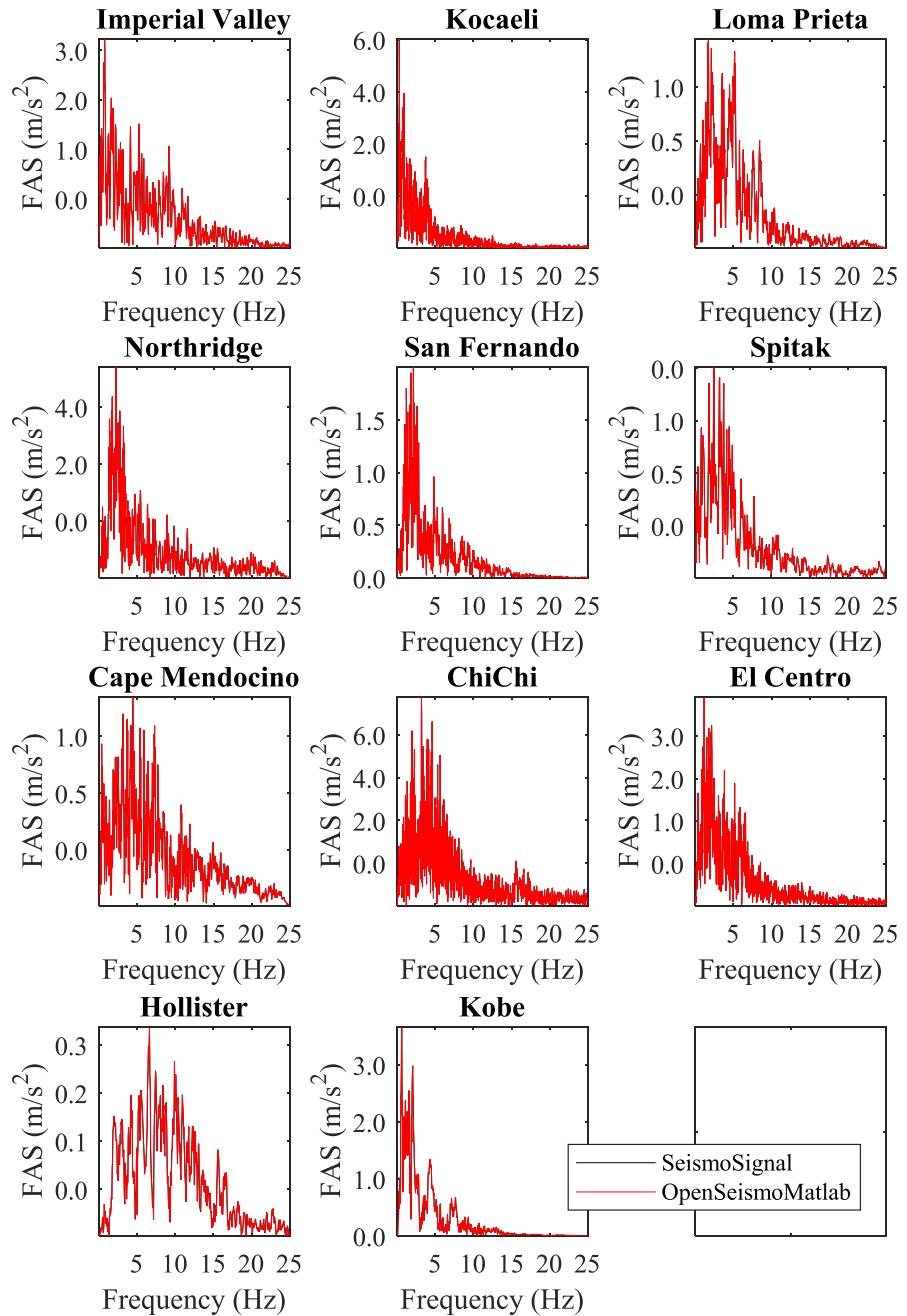 Imperial Valley
3.0
2.0
1.0
0.0
FAS (m/s²)
5 10 15 20 25
Frequency (Hz)
Kocaeli
6.0
4.0
2.0
0.0
FAS (m/s²)
5 10 15 20 25
Frequency (Hz)
Loma Prieta
1.0
0.5
0.0
FAS (m/s²)
5 10 15 20 25
Frequency (Hz)
Northridge
4.0
2.0
0.0
FAS (m/s²)
5 10 15 20 25
Frequency (Hz)
San Fernando
1.5
1.0
0.5
0.0
FAS (m/s²)
5 10 15 20 25
Frequency (Hz)
Spitak
0.0
1.0
0.5
0.0
FAS (m/s²)
5 10 15 20 25
Frequency (Hz)
Cape Mendocino
1.0
0.5
0.0
FAS (m/s²)
5 10 15 20 25
Frequency (Hz)
ChiChi
6.0
4.0
2.0
0.0
FAS (m/s²)
5 10 15 20 25
Frequency (Hz)
El Centro
3.0
2.0
1.0
0.0
FAS (m/s²)
5 10 15 20 25
Frequency (Hz)
Hollister
0.3
0.2
0.1
0.0
FAS (m/s²)
5 10 15 20 25
Frequency (Hz)
Kobe
3.0
2.0
1.0
0.0
FAS (m/s²)
5 10 15 20 25
Frequency (Hz)
SeismoSignal
OpenSeismoMatlab